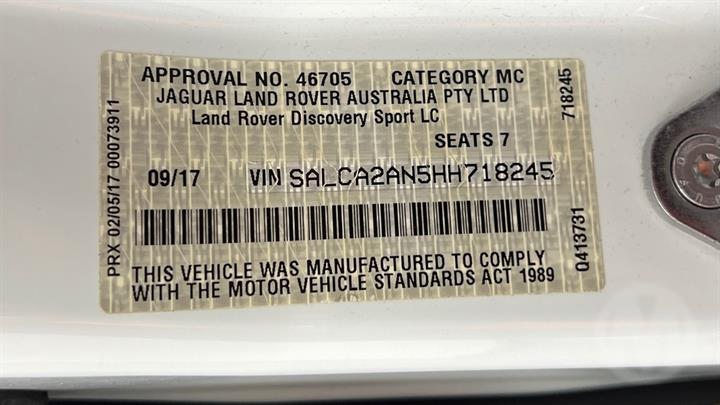 APPROVAL NO. 46705 CATEGORY MC
JAGUAR LAND ROVER AUSTRALIA PTY LTD
Land Rover Discovery Sport LC
SEATS 7
09/17 VIN SALCA2AN5HH718245
THIS VEHICLE WAS MANUFACTURED TO COMPLY
WITH THE MOTOR VEHICLE STANDARDS ACT 1989
PRX 02/05/17 00073911
718245
Q413731